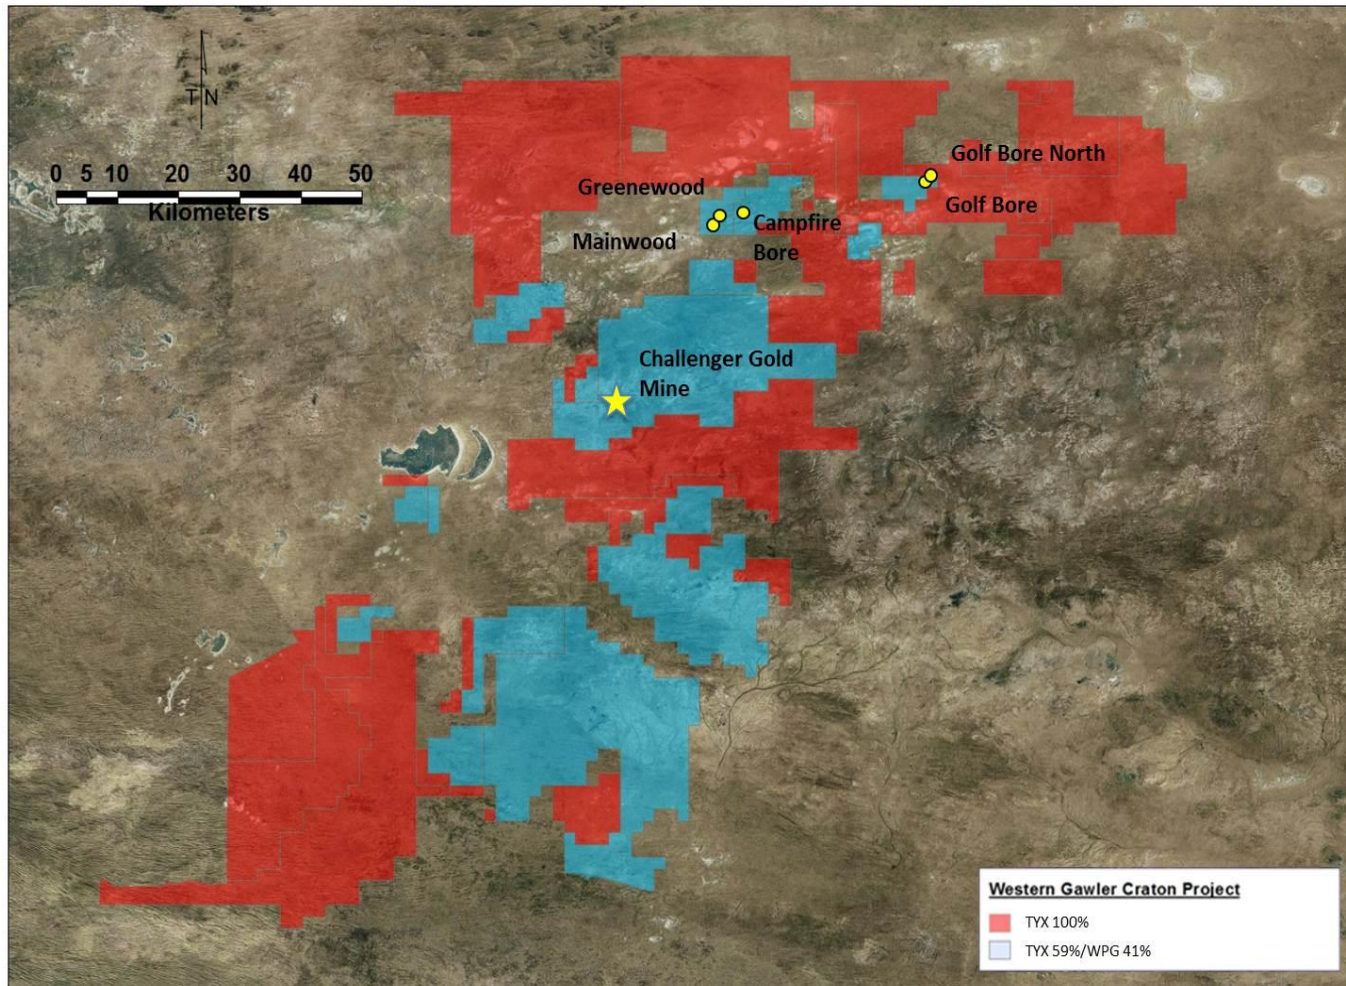 T N
0 5 10 20 30 40 50
Kilometers
Golf Bore North
Greenewood
Golf Bore
Campfire
Bore
Mainwood
Challenger Gold
Mine
Western Gawler Craton Project
TYX 100%
TYX 59%/WPG 41%